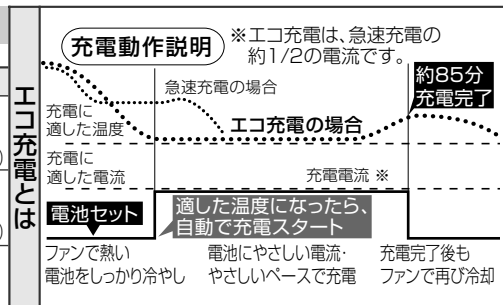 エコ充電とは
充電動作説明
※エコ充電は、急速充電の
約1/2の電流です。
急速充電の場合
約85分
充電完了
充電に
適した温度
エコ充電の場合
充電に
適した電流
充電電流 ※
電池セット
適した温度になったら、
自動で充電スタート
ファンで熱い
電池をしっかり冷やし
電池にやさしい電流・
やさしいペースで充電
充電完了後も
ファンで再び冷却